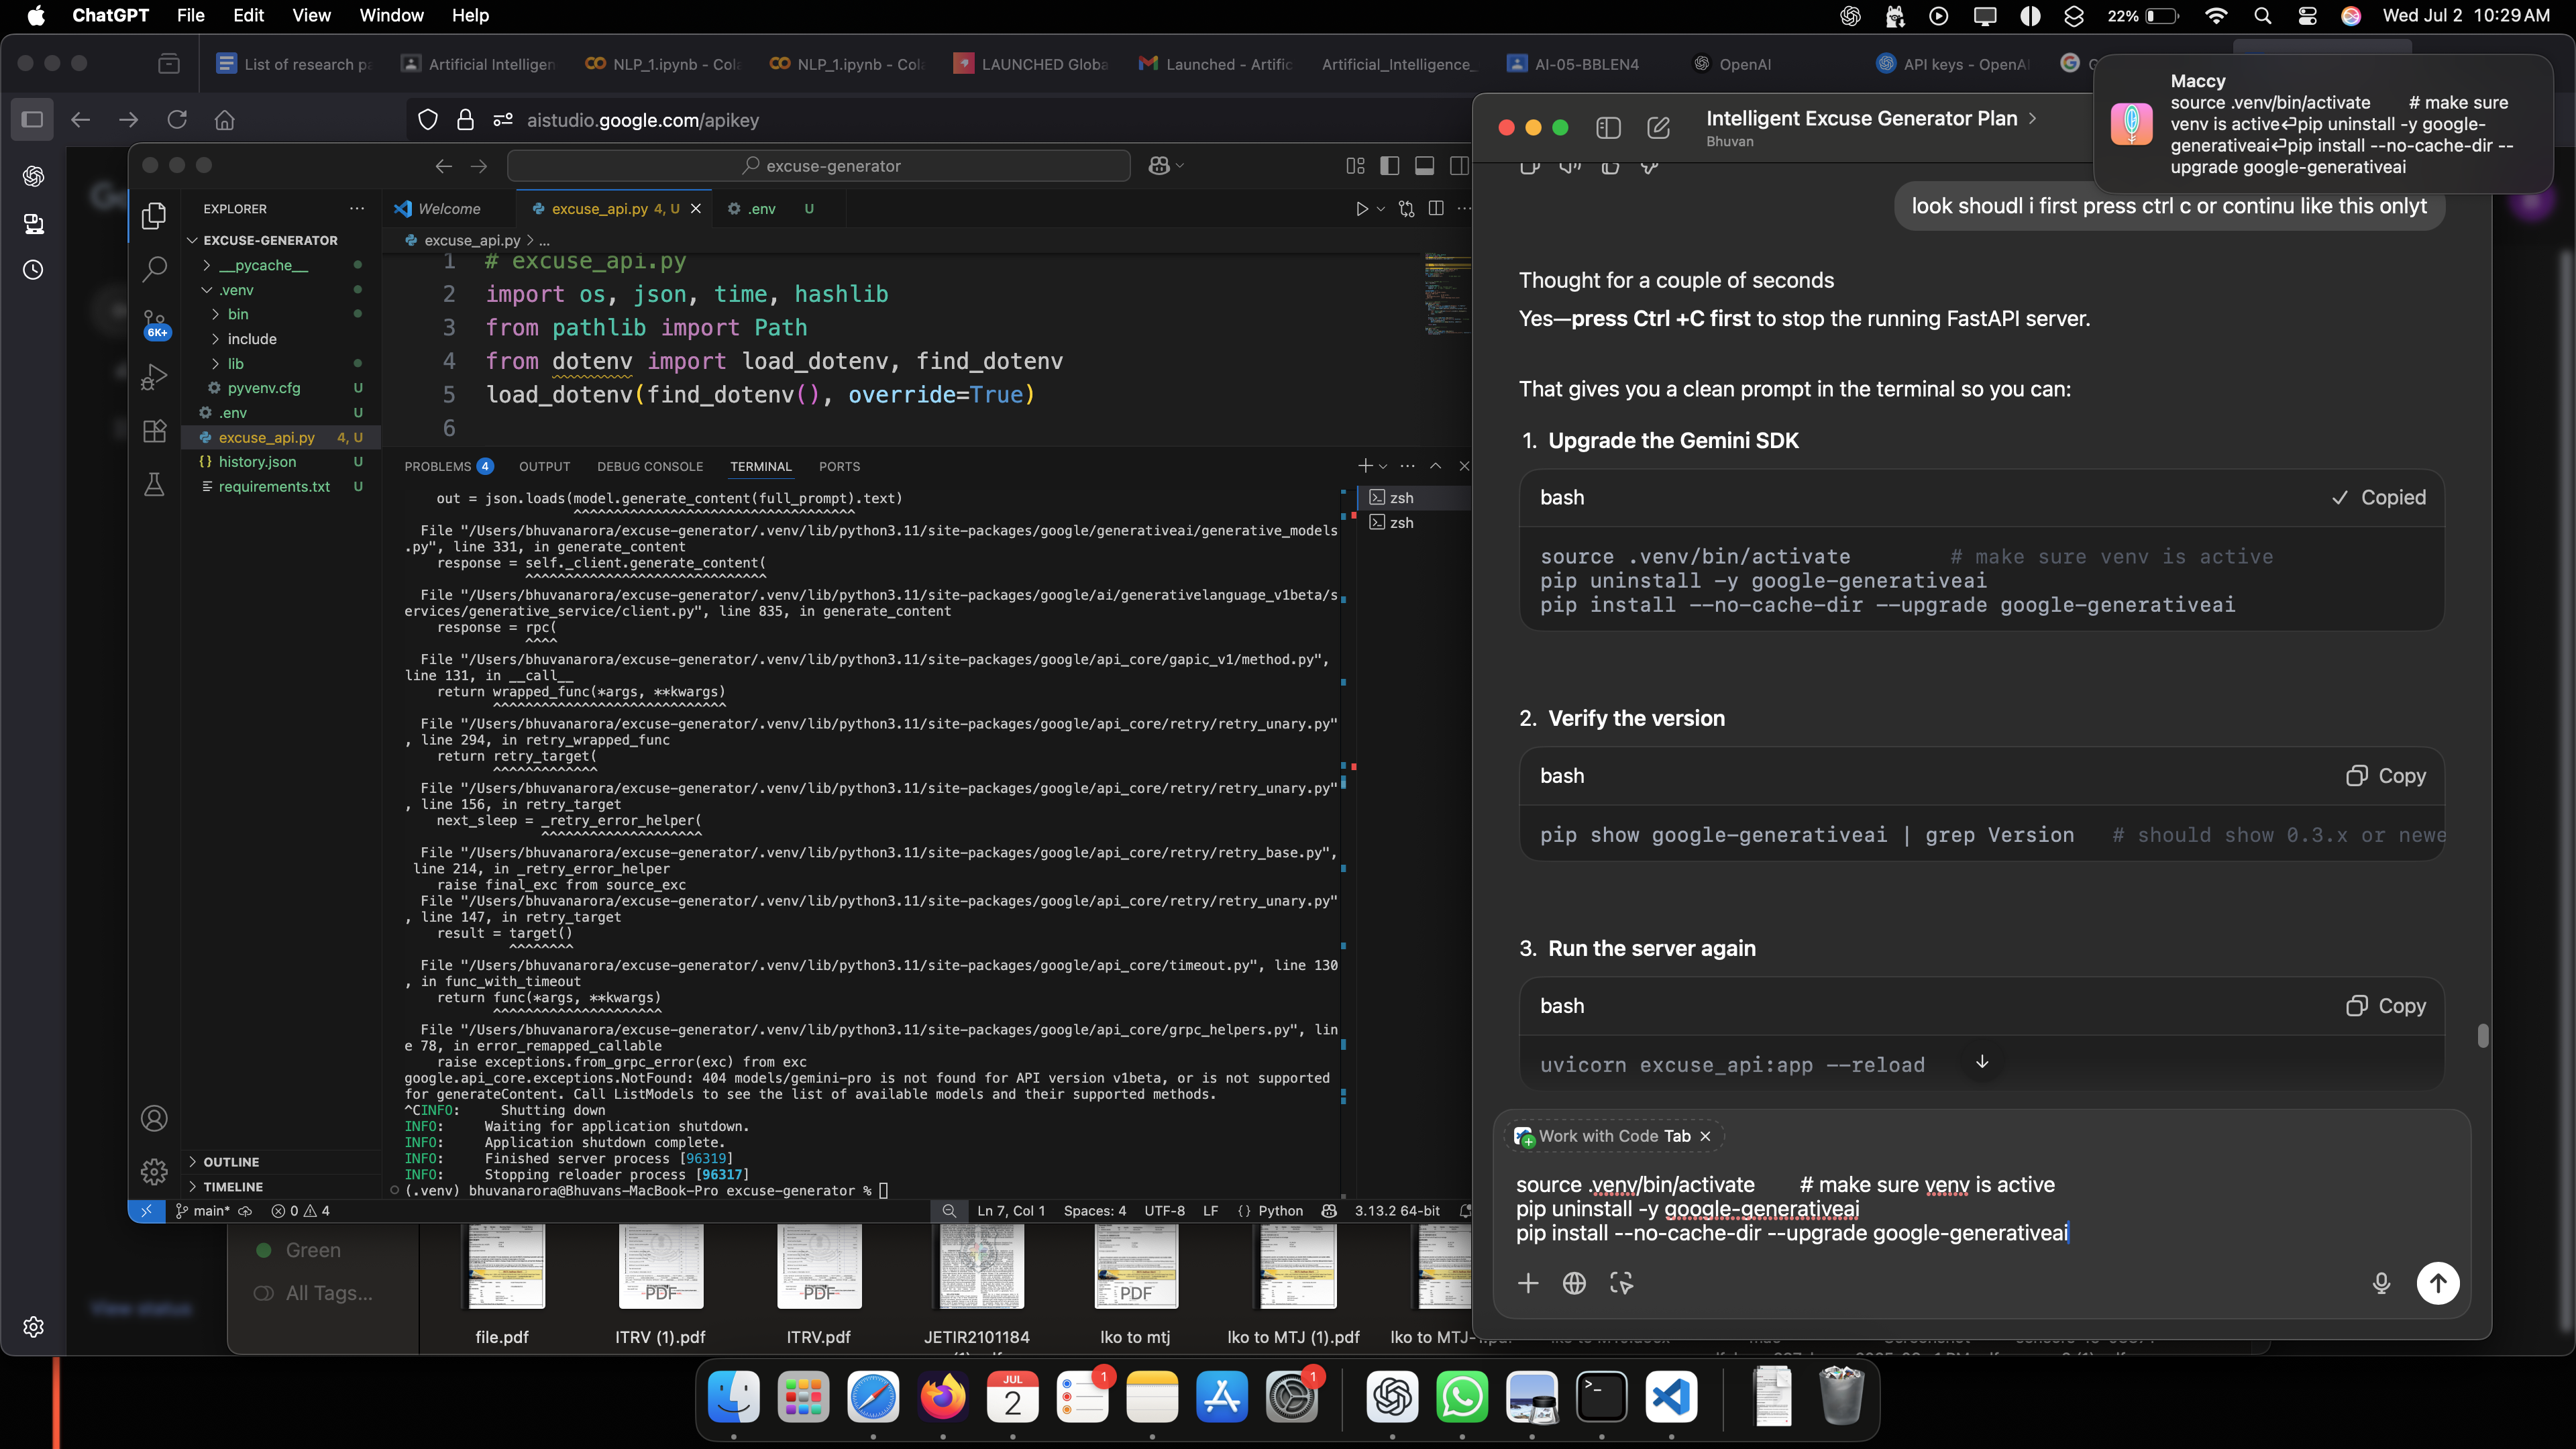 ChatGPT File Edit View Window Help
22% Wed Jul 2 10:29 AM
List of research pa
Artificial Intelligen
NLP_1.ipynb - Cola
NLP_1.ipynb - Cola
LAUNCHED Globa
Launched - Artific
Artificial_Intelligence_
AI-05-BBLEN4
OpenAI
API keys - OpenAI
aistudio.google.com/apikey
Maccy
source .venv/bin/activate # make sure
venv is active⏎pip uninstall -y google-
generativeai⏎pip install --no-cache-dir --
upgrade google-generativeai
excuse-generator
EXPLORER
EXCUSE-GENERATOR
__pycache__
.venv
bin
include
lib
pyvenv.cfg U
.env U
excuse_api.py 4, U
history.json U
requirements.txt U
6K+
OUTLINE
TIMELINE
Welcome
excuse_api.py 4, U
.env U
excuse_api.py > ...
1 # excuse_api.py
2 import os, json, time, hashlib
3 from pathlib import Path
4 from dotenv import load_dotenv, find_dotenv
5 load_dotenv(find_dotenv(), override=True)
6
PROBLEMS 4 OUTPUT DEBUG CONSOLE TERMINAL PORTS
zsh
zsh
out = json.loads(model.generate_content(full_prompt).text)
^^^^^^^^^^^^^^^^^^^^^^^^^^^^^^^^^^^
File "/Users/bhuvanarora/excuse-generator/.venv/lib/python3.11/site-packages/google/generativeai/generative_models
.py", line 331, in generate_content
response = self._client.generate_content(
^^^^^^^^^^^^^^^^^^^^^^^^^^^^^^
File "/Users/bhuvanarora/excuse-generator/.venv/lib/python3.11/site-packages/google/ai/generativelanguage_v1beta/s
ervices/generative_service/client.py", line 835, in generate_content
response = rpc(
^^^^
File "/Users/bhuvanarora/excuse-generator/.venv/lib/python3.11/site-packages/google/api_core/gapic_v1/method.py",
line 131, in __call__
return wrapped_func(*args, **kwargs)
^^^^^^^^^^^^^^^^^^^^^^^^^^^^^
File "/Users/bhuvanarora/excuse-generator/.venv/lib/python3.11/site-packages/google/api_core/retry/retry_unary.py"
, line 294, in retry_wrapped_func
return retry_target(
^^^^^^^^^^^^^
File "/Users/bhuvanarora/excuse-generator/.venv/lib/python3.11/site-packages/google/api_core/retry/retry_unary.py"
, line 156, in retry_target
next_sleep = _retry_error_helper(
^^^^^^^^^^^^^^^^^^^^
File "/Users/bhuvanarora/excuse-generator/.venv/lib/python3.11/site-packages/google/api_core/retry/retry_base.py",
line 214, in _retry_error_helper
raise final_exc from source_exc
File "/Users/bhuvanarora/excuse-generator/.venv/lib/python3.11/site-packages/google/api_core/retry/retry_unary.py"
, line 147, in retry_target
result = target()
^^^^^^^^
File "/Users/bhuvanarora/excuse-generator/.venv/lib/python3.11/site-packages/google/api_core/timeout.py", line 130
, in func_with_timeout
return func(*args, **kwargs)
^^^^^^^^^^^^^^^^^^^^^
File "/Users/bhuvanarora/excuse-generator/.venv/lib/python3.11/site-packages/google/api_core/grpc_helpers.py", lin
e 78, in error_remapped_callable
raise exceptions.from_grpc_error(exc) from exc
google.api_core.exceptions.NotFound: 404 models/gemini-pro is not found for API version v1beta, or is not supported
for generateContent. Call ListModels to see the list of available models and their supported methods.
^CINFO: Shutting down
INFO: Waiting for application shutdown.
INFO: Application shutdown complete.
INFO: Finished server process [96319]
INFO: Stopping reloader process [96317]
(.venv) bhuvanarora@Bhuvans-MacBook-Pro excuse-generator %
main* 0 4 Ln 7, Col 1 Spaces: 4 UTF-8 LF {} Python 3.13.2 64-bit
Intelligent Excuse Generator Plan >
Bhuvan
look shoudl i first press ctrl c or continu like this onlyt
Thought for a couple of seconds
Yes—press Ctrl +C first to stop the running FastAPI server.
That gives you a clean prompt in the terminal so you can:
1. Upgrade the Gemini SDK
bash Copied
source .venv/bin/activate # make sure venv is active
pip uninstall -y google-generativeai
pip install --no-cache-dir --upgrade google-generativeai
2. Verify the version
bash Copy
pip show google-generativeai | grep Version # should show 0.3.x or newe
3. Run the server again
bash Copy
uvicorn excuse_api:app --reload
Work with Code Tab ×
source .venv/bin/activate # make sure venv is active
pip uninstall -y google-generativeai
pip install --no-cache-dir --upgrade google-generativeai
Green
All Tags...
View status
PDF
PDF
PDF
file.pdf
ITRV (1).pdf
ITRV.pdf
JETIR2101184
lko to mtj
lko to MTJ (1).pdf
JUL
2
1
1